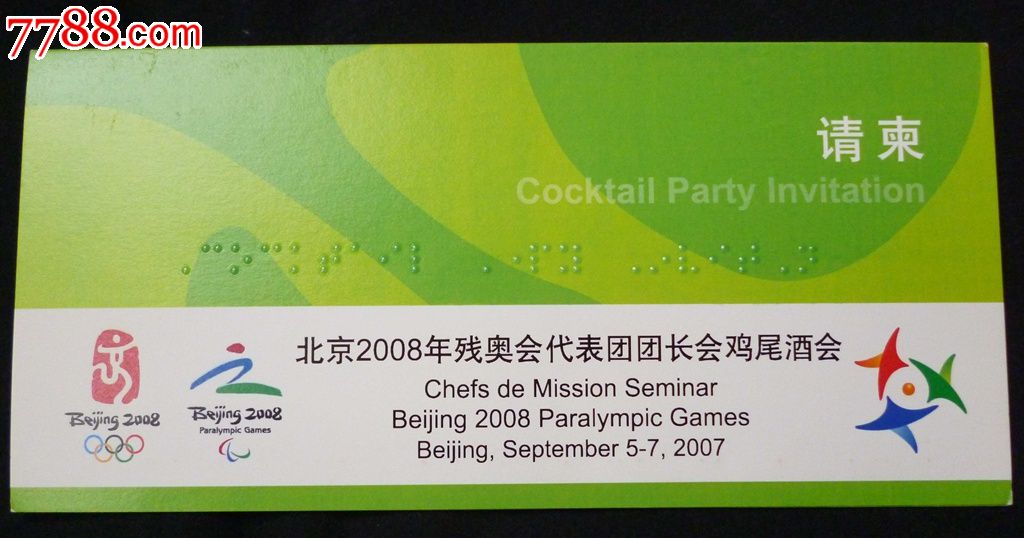 7788.com
请柬
Cocktail Party Invitation
北京2008年残奥会代表团团长会鸡尾酒会
Chefs de Mission Seminar
Beijing 2008 Paralympic Games
Beijing, September 5-7, 2007
Beijing 2008
Beijing 2008
Paralympic Games